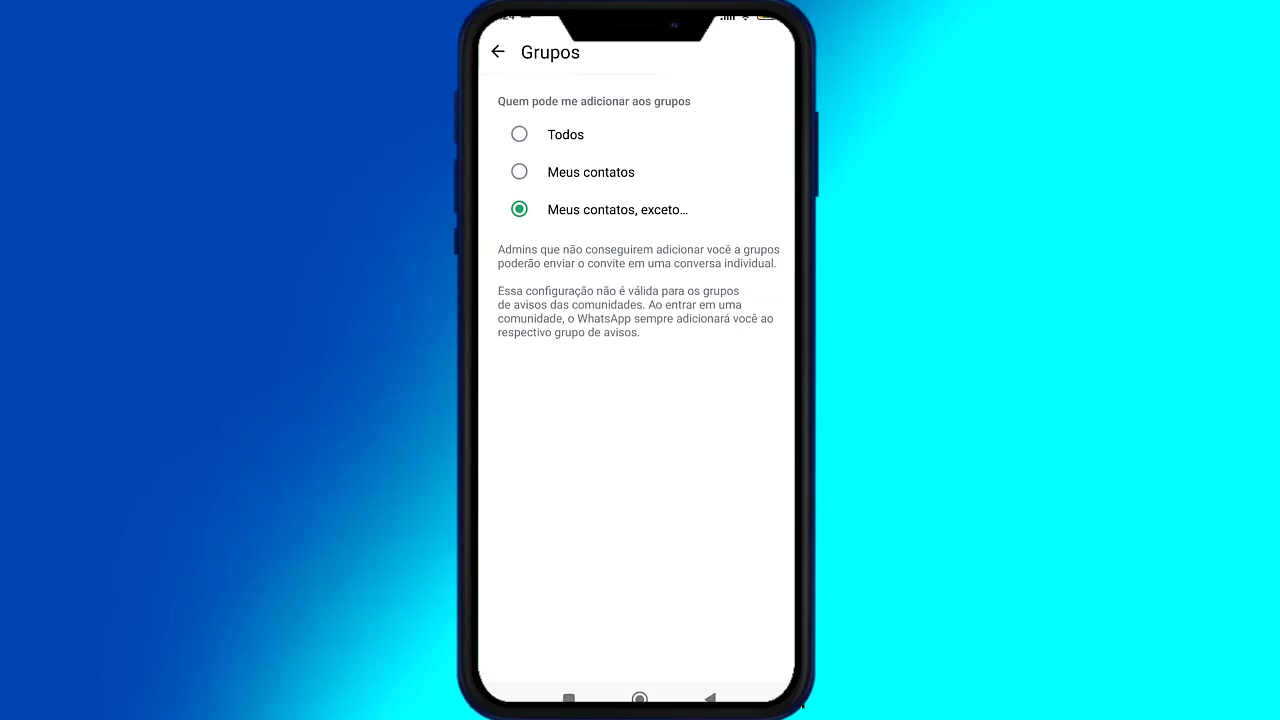 Grupos
Quem pode me adicionar aos grupos
Todos
Meus contatos
Meus contatos, exceto...
Admins que não conseguirem adicionar você a grupos
poderão enviar o convite em uma conversa individual.
Essa configuração não é válida para os grupos
de avisos das comunidades. Ao entrar em uma
comunidade, o WhatsApp sempre adicionará você ao
respectivo grupo de avisos.